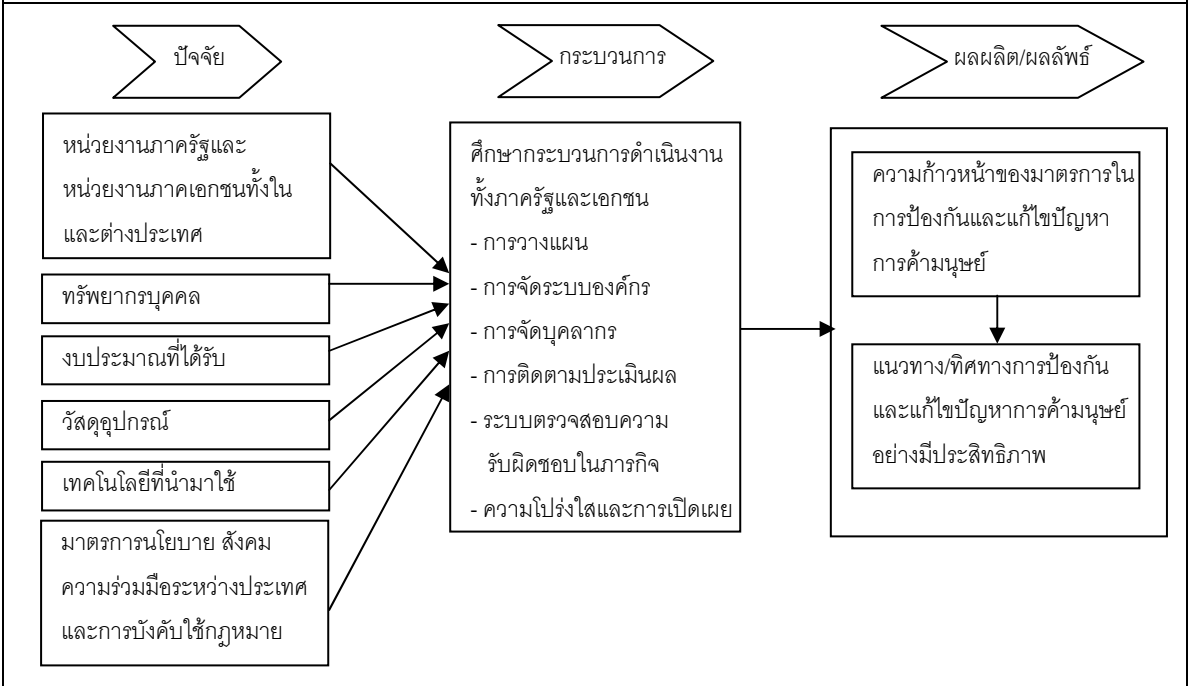 ปัจจัย
กระบวนการ
ผลผลิต/ผลลัพธ์
หน่วยงานภาครัฐและ
หน่วยงานภาคเอกชนทั้งใน
และต่างประเทศ
ทรัพยากรบุคคล
งบประมาณที่ได้รับ
วัสดุอุปกรณ์
เทคโนโลยีที่นำมาใช้
มาตรการนโยบาย สังคม
ความร่วมมือระหว่างประเทศ
และการบังคับใช้กฎหมาย
ศึกษากระบวนการดำเนินงาน
ทั้งภาครัฐและเอกชน
- การวางแผน
- การจัดระบบองค์กร
- การจัดบุคลากร
- การติดตามประเมินผล
- ระบบตรวจสอบความ
รับผิดชอบในภารกิจ
- ความโปร่งใสและการเปิดเผย
ความก้าวหน้าของมาตรการใน
การป้องกันและแก้ไขปัญหา
การค้ามนุษย์
แนวทาง/ทิศทางการป้องกัน
และแก้ไขปัญหาการค้ามนุษย์
อย่างมีประสิทธิภาพ